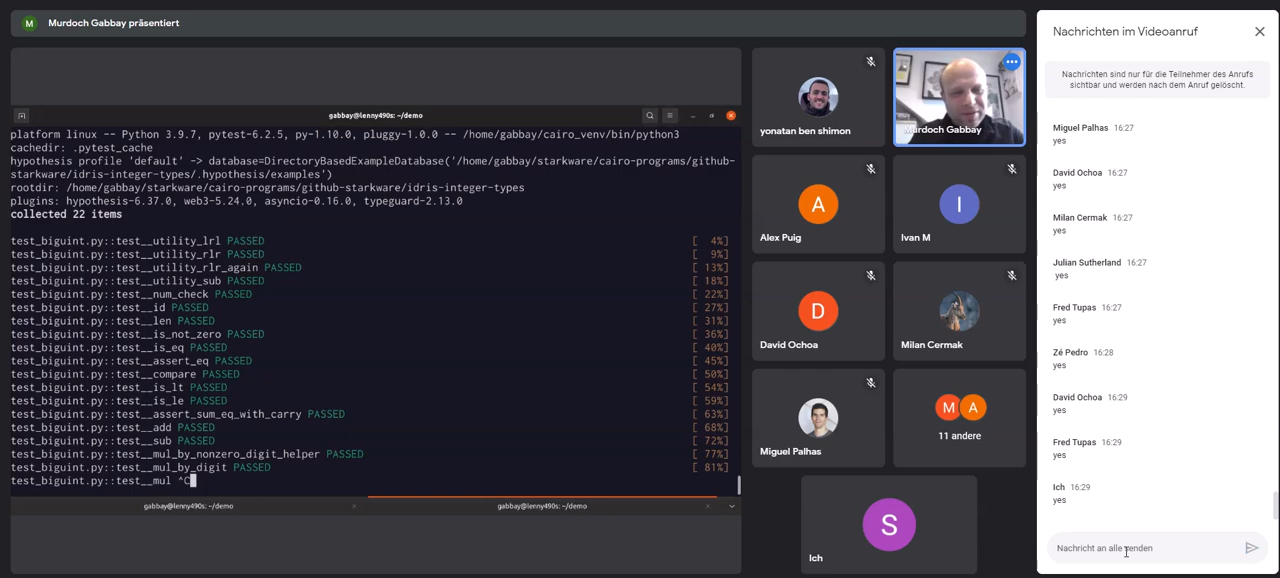 M Murdoch Gabbay präsentiert
gabbay@lenny490s: ~/demo
platform linux -- Python 3.9.7, pytest-6.2.5, py-1.10.0, pluggy-1.0.0 -- /home/gabbay/cairo_venv/bin/python3
cachedir: .pytest_cache
hypothesis profile 'default' -> database=DirectoryBasedExampleDatabase('/home/gabbay/starkware/cairo-programs/github-
starkware/idris-integer-types/.hypothesis/examples')
rootdir: /home/gabbay/starkware/cairo-programs/github-starkware/idris-integer-types
plugins: hypothesis-6.37.0, web3-5.24.0, asyncio-0.16.0, typeguard-2.13.0
collected 22 items
test_biguint.py::test__utility_lrl PASSED [ 4%]
test_biguint.py::test__utility_rlr PASSED [ 9%]
test_biguint.py::test__utility_rlr_again PASSED [ 13%]
test_biguint.py::test__utility_sub PASSED [ 18%]
test_biguint.py::test__num_check PASSED [ 22%]
test_biguint.py::test__id PASSED [ 27%]
test_biguint.py::test__len PASSED [ 31%]
test_biguint.py::test__is_not_zero PASSED [ 36%]
test_biguint.py::test__is_eq PASSED [ 40%]
test_biguint.py::test__assert_eq PASSED [ 45%]
test_biguint.py::test__compare PASSED [ 50%]
test_biguint.py::test__is_lt PASSED [ 54%]
test_biguint.py::test__is_le PASSED [ 59%]
test_biguint.py::test__assert_sum_eq_with_carry PASSED [ 63%]
test_biguint.py::test__add PASSED [ 68%]
test_biguint.py::test__sub PASSED [ 72%]
test_biguint.py::test__mul_by_nonzero_digit_helper PASSED [ 77%]
test_biguint.py::test__mul_by_digit PASSED [ 81%]
test_biguint.py::test__mul ^C
gabbay@lenny490s: ~/demo
gabbay@lenny490s: ~/demo
yonatan ben shimon
Murdoch Gabbay
A
Alex Puig
I
Ivan M
D
David Ochoa
Milan Cermak
Miguel Palhas
M A
11 andere
S
Ich
Nachrichten im Videoanruf
Nachrichten sind nur für die Teilnehmer des Anrufs
sichtbar und werden nach dem Anruf gelöscht.
Miguel Palhas 16:27
yes
David Ochoa 16:27
yes
Milan Cermak 16:27
yes
Julian Sutherland 16:27
yes
Fred Tupas 16:27
yes
Zé Pedro 16:28
yes
David Ochoa 16:29
yes
Fred Tupas 16:29
yes
Ich 16:29
yes
Nachricht an alle senden